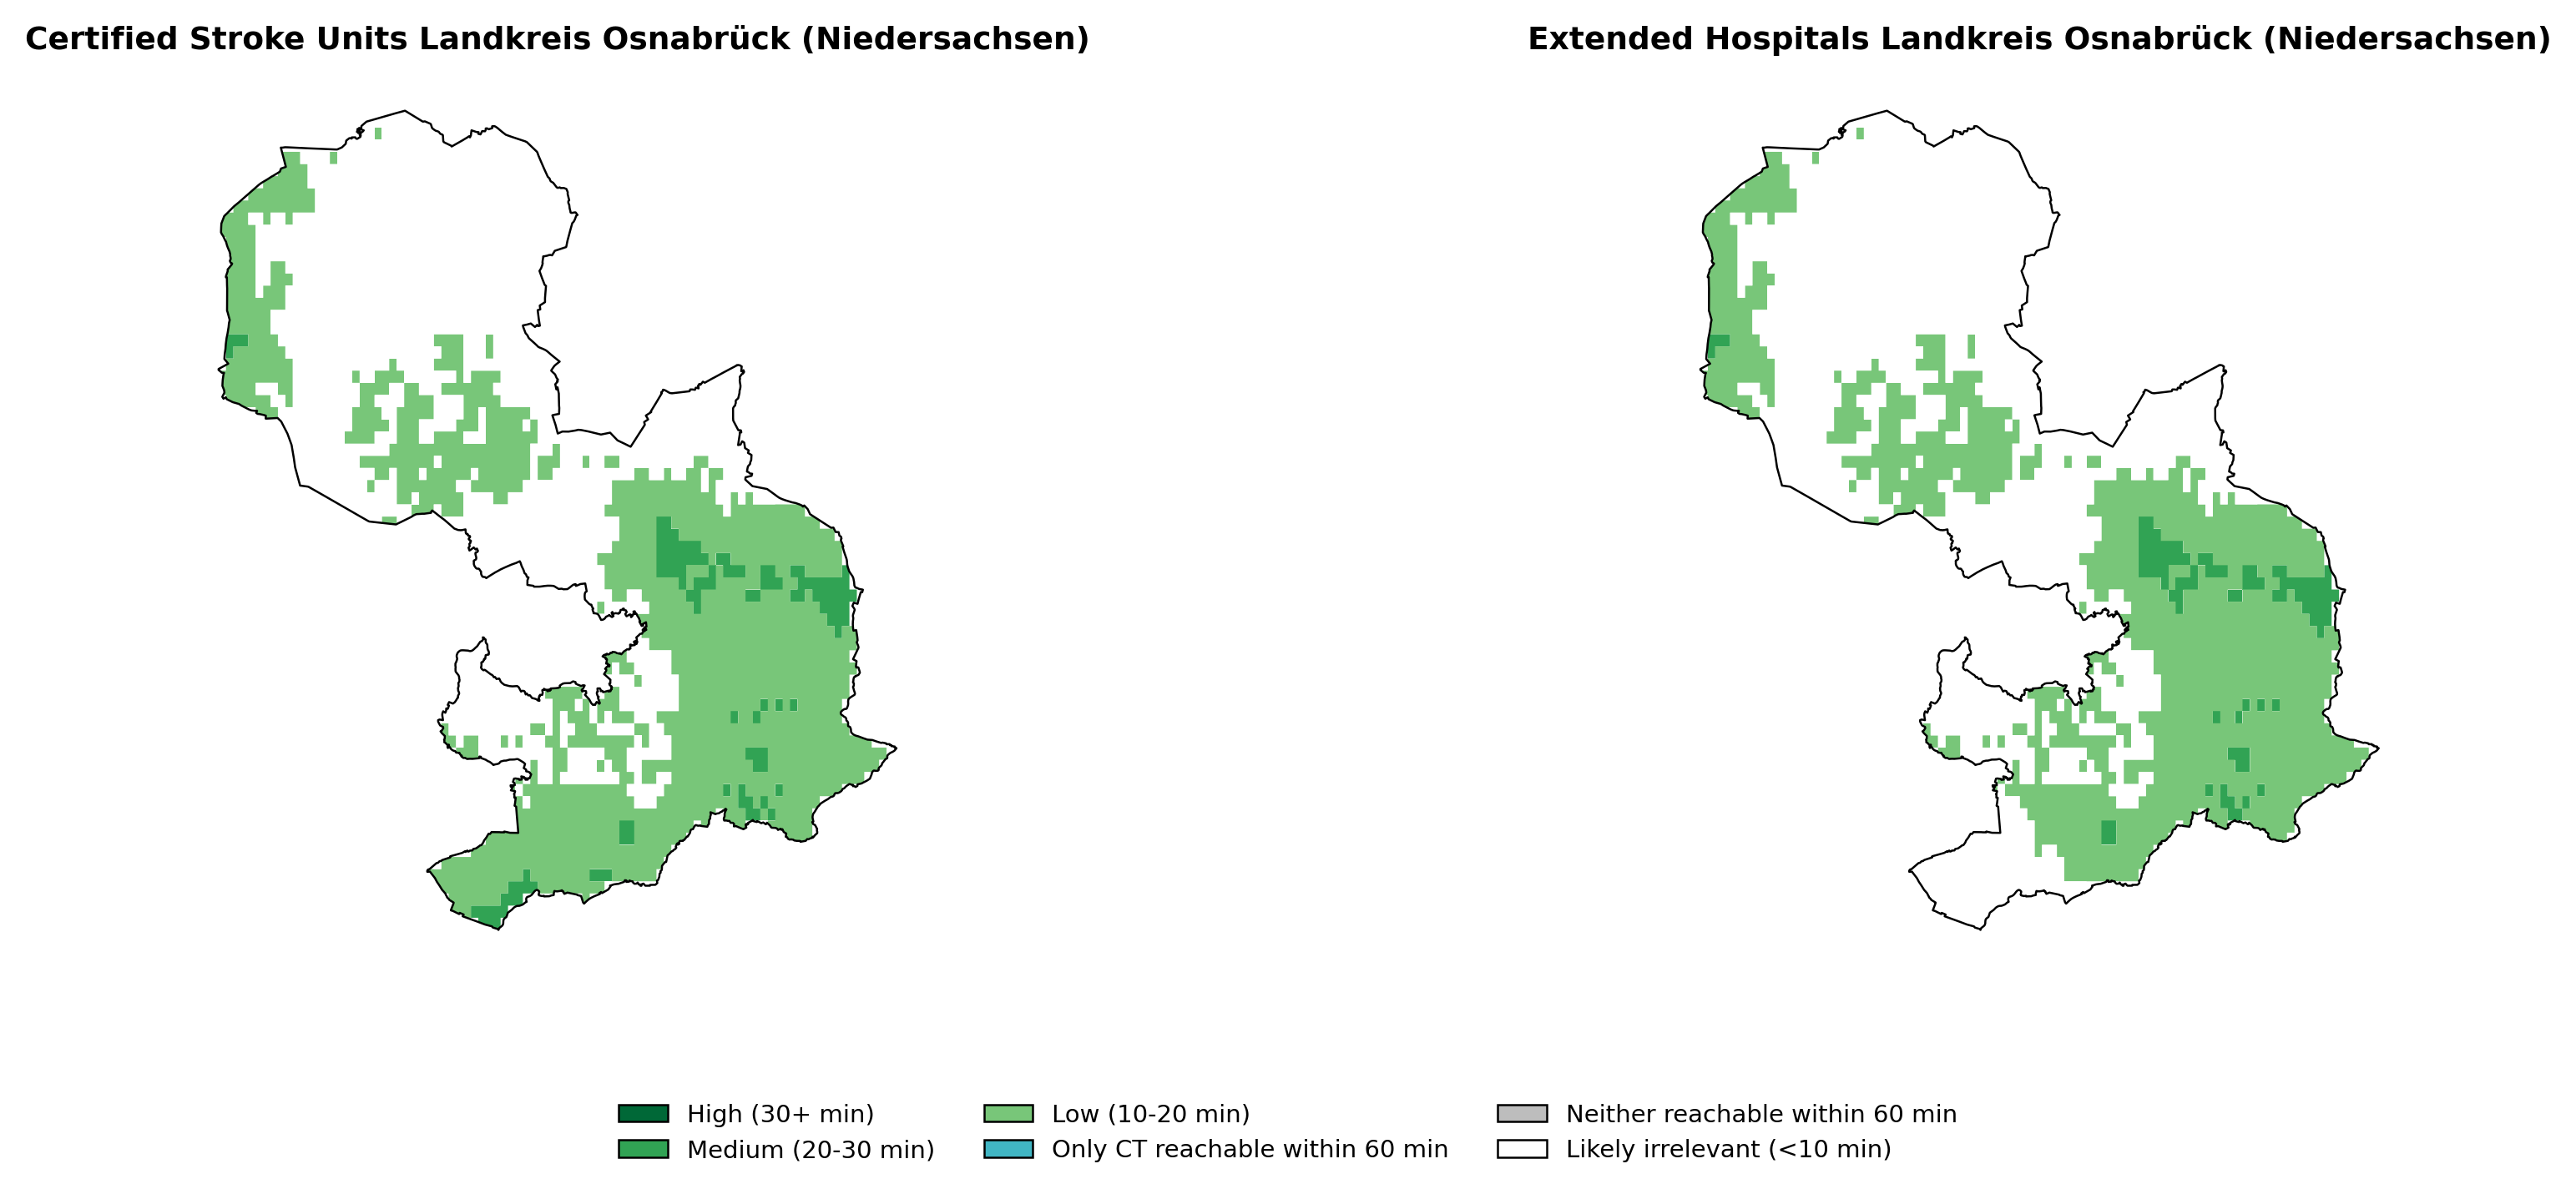 Certified Stroke Units Landkreis Osnabrück (Niedersachsen)
Extended Hospitals Landkreis Osnabrück (Niedersachsen)
High (30+ min)
Medium (20-30 min)
Low (10-20 min)
Only CT reachable within 60 min
Neither reachable within 60 min
Likely irrelevant (<10 min)